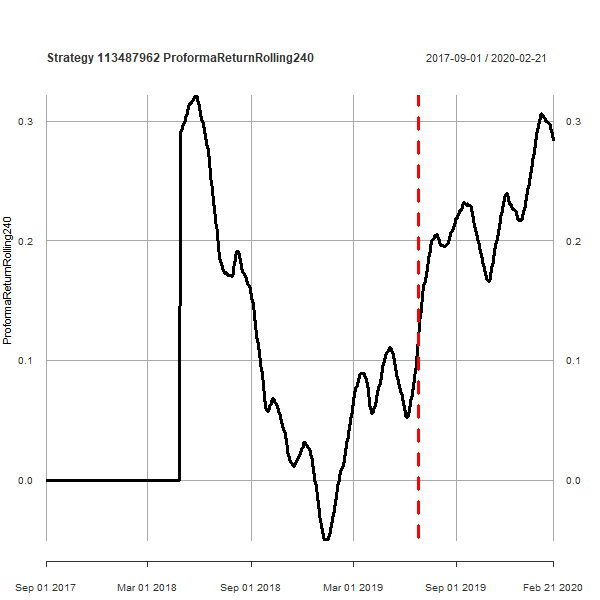 Strategy 113487962 ProformaReturnRolling240
2017-09-01 / 2020-02-21
ProformaReturnRolling240
0.3
0.3
0.2
0.2
0.1
0.1
0.0
0.0
Sep 01 2017
Mar 01 2018
Sep 01 2018
Mar 01 2019
Sep 01 2019
Feb 21 2020